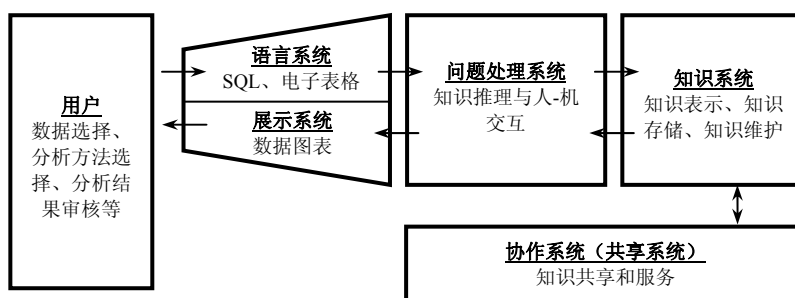 用户
数据选择、
分析方法选
择、分析结
果审核等
语言系统
SQL、电子表格
展示系统
数据图表
问题处理系统
知识推理与人-机
交互
知识系统
知识表示、知识
存储、知识维护
协作系统（共享系统）
知识共享和服务